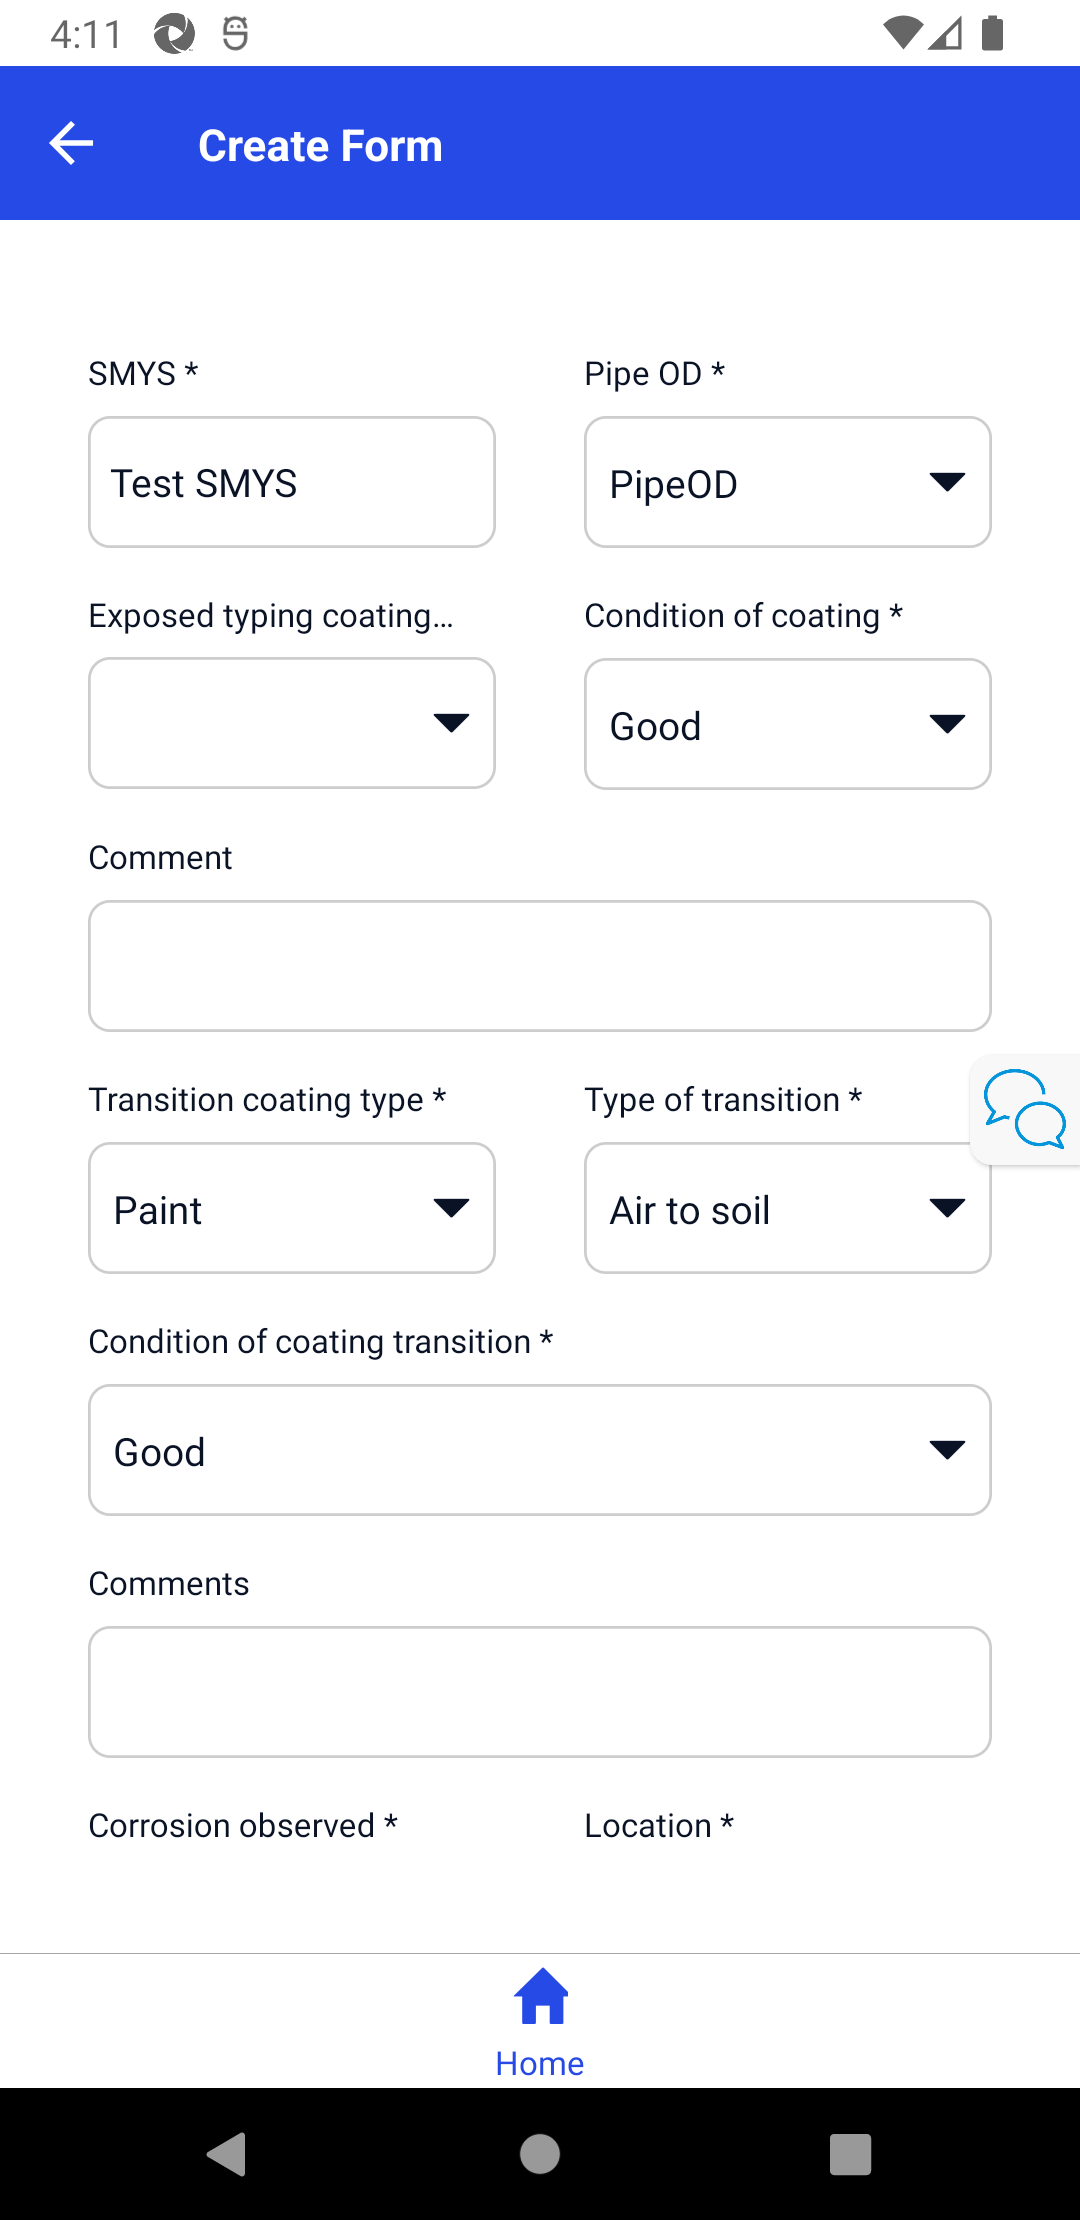 4:11
Create Form
SMYS *
Pipe OD *
Test SMYS
PipeOD
Exposed typing coating...
Condition of coating *
Good
Comment
Transition coating type *
Type of transition *
Paint
Air to soil
Condition of coating transition *
Good
Comments
Corrosion observed *
Location *
Home